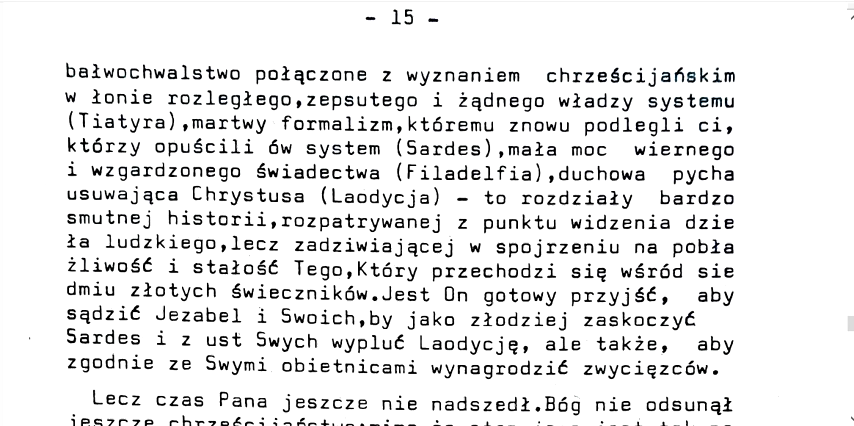 - 15 -
bałwochwalstwo połączone z wyznaniem chrześcijańskim
w łonie rozległego,zepsutego i żądnego władzy systemu
(Tiatyra),martwy formalizm,któremu znowu podlegli ci,
którzy opuścili ów system (Sardes),mała moc wiernego
i wzgardzonego świadectwa (Filadelfia),duchowa pycha
usuwająca Chrystusa (Laodycja) - to rozdziały bardzo
smutnej historii,rozpatrywanej z punktu widzenia dzie
ła ludzkiego,lecz zadziwiającej w spojrzeniu na pobła
żliwość i stałość Tego,Który przechodzi się wśród sie
dmiu złotych świeczników.Jest On gotowy przyjść, aby
sądzić Jezabel i Swoich,by jako złodziej zaskoczyć
Sardes i z ust Swych wypluć Laodycję, ale także, aby
zgodnie ze Swymi obietnicami wynagrodzić zwycięzców.
Lecz czas Pana jeszcze nie nadszedł.Bóg nie odsunął
jeszcze